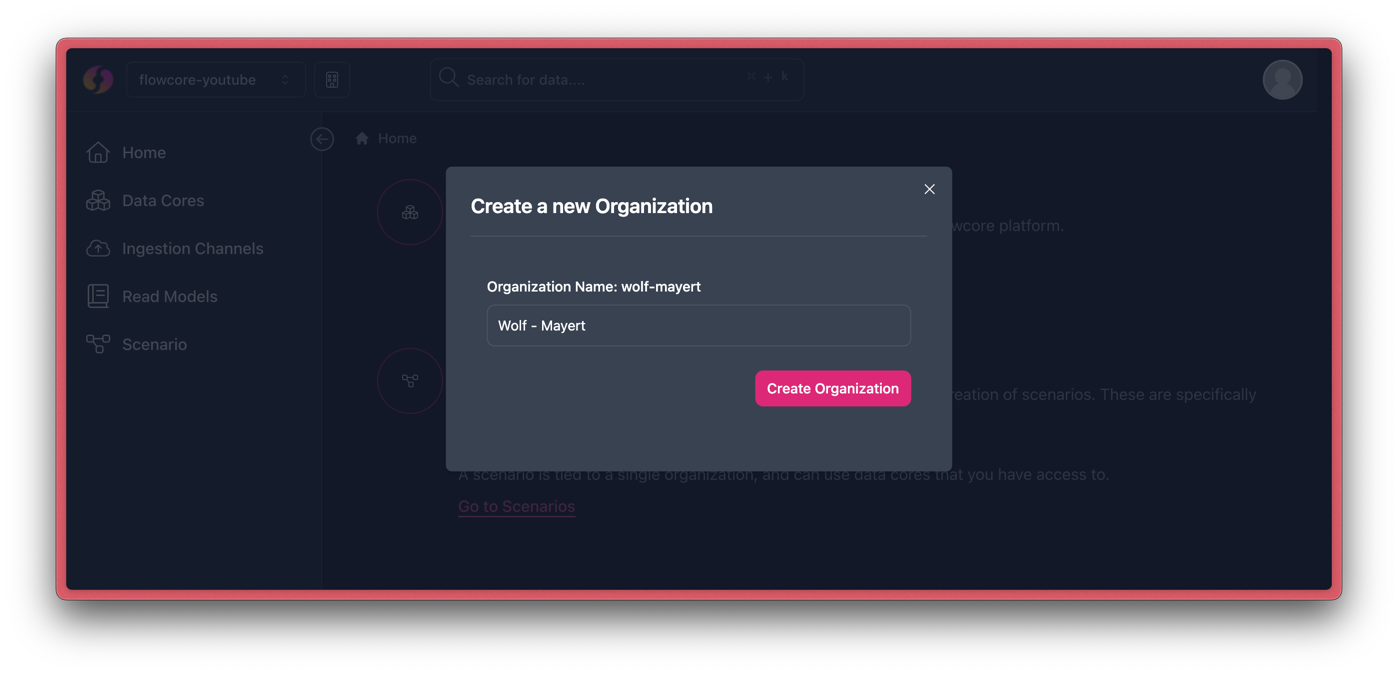 flowcore-youtube
Search for data....
⌘ + k
Home
Data Cores
Ingestion Channels
Read Models
Scenario
Home
Create a new Organization
wcore platform.
Organization Name: wolf-mayert
Wolf - Mayert
Create Organization
reation of scenarios. These are specifically
A scenario is tied to a single organization, and can use data cores that you have access to.
Go to Scenarios